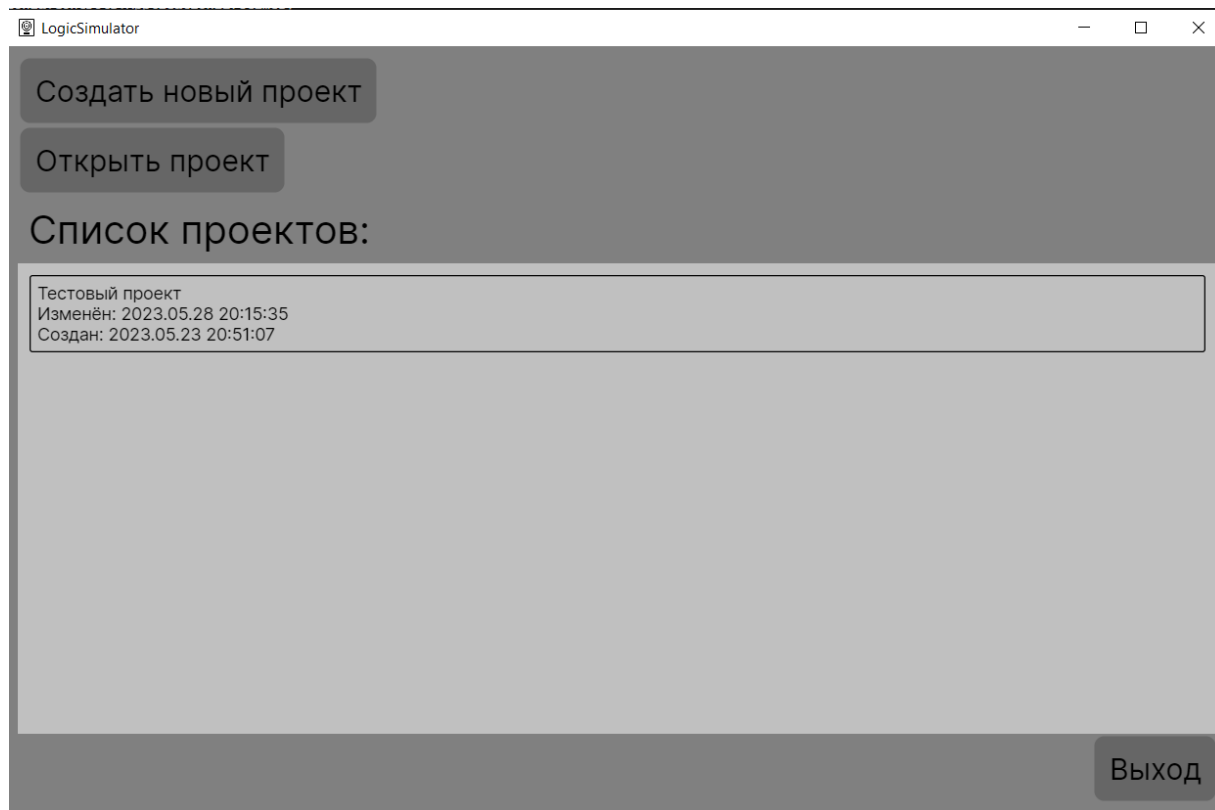 LogicSimulator
Создать новый проект
Открыть проект
Список проектов:
Тестовый проект
Изменён: 2023.05.28 20:15:35
Создан: 2023.05.23 20:51:07
Выход